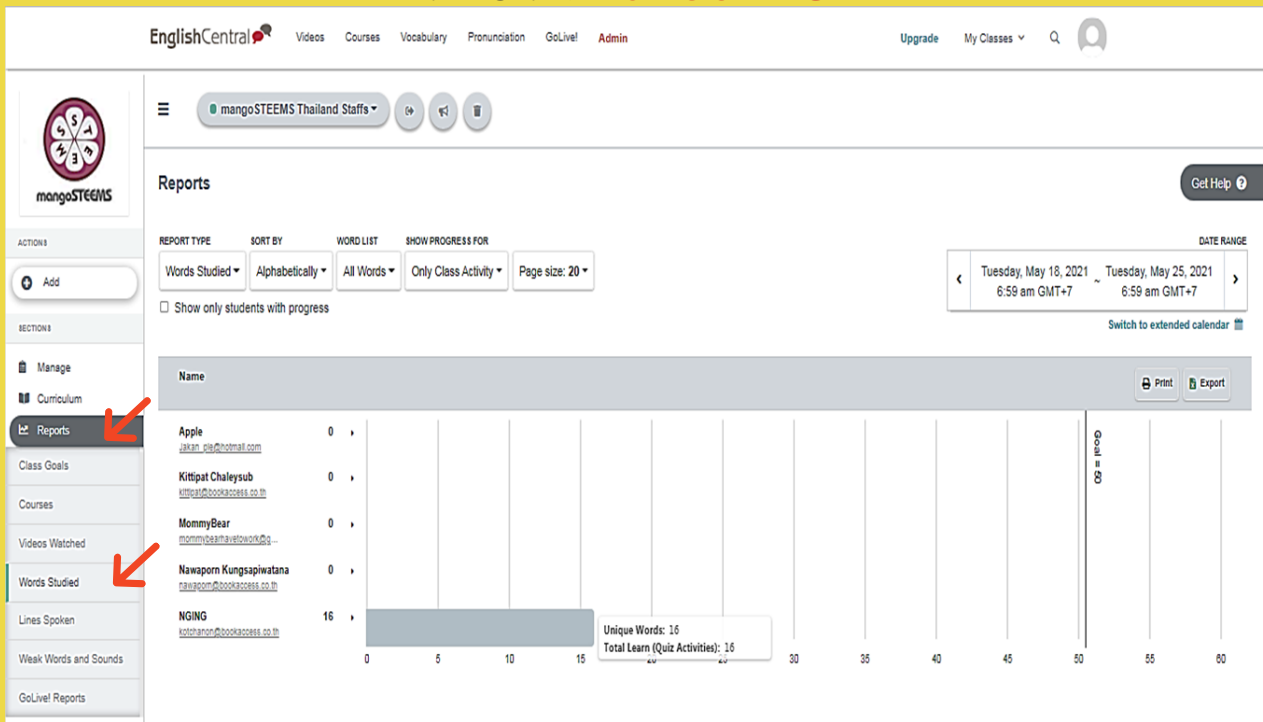 EnglishCentral Videos Courses Vocabulary Pronunciation GoLive! Admin Upgrade My Classes
mangoSTEEMS Thailand Staffs
S T E E M S S
mangoSTEEMS
Reports
Get Help ?
ACTIONS
Add
SECTIONS
Manage
Curriculum
Reports
Class Goals
Courses
Videos Watched
Words Studied
Lines Spoken
Weak Words and Sounds
GoLive! Reports
REPORT TYPE SORT BY WORD LIST SHOW PROGRESS FOR DATE RANGE
Words Studied Alphabetically All Words Only Class Activity Page size: 20
Tuesday, May 18, 2021 ~ Tuesday, May 25, 2021
6:59 am GMT+7 6:59 am GMT+7
Show only students with progress
Switch to extended calendar
Name Print Export
Apple 0
Jakan_ple@hotmail.com
Kittipat Chaleysub 0
kittipat@bookaccess.co.th
MommyBear 0
mommybearhavetowork@g...
Nawaporn Kungsapiwatana 0
nawaporn@bookaccess.co.th
NGING 16
kotchanon@bookaccess.co.th
Goal = 50
Unique Words: 16
Total Learn (Quiz Activities): 16
0 5 10 15 20 25 30 35 40 45 50 55 60